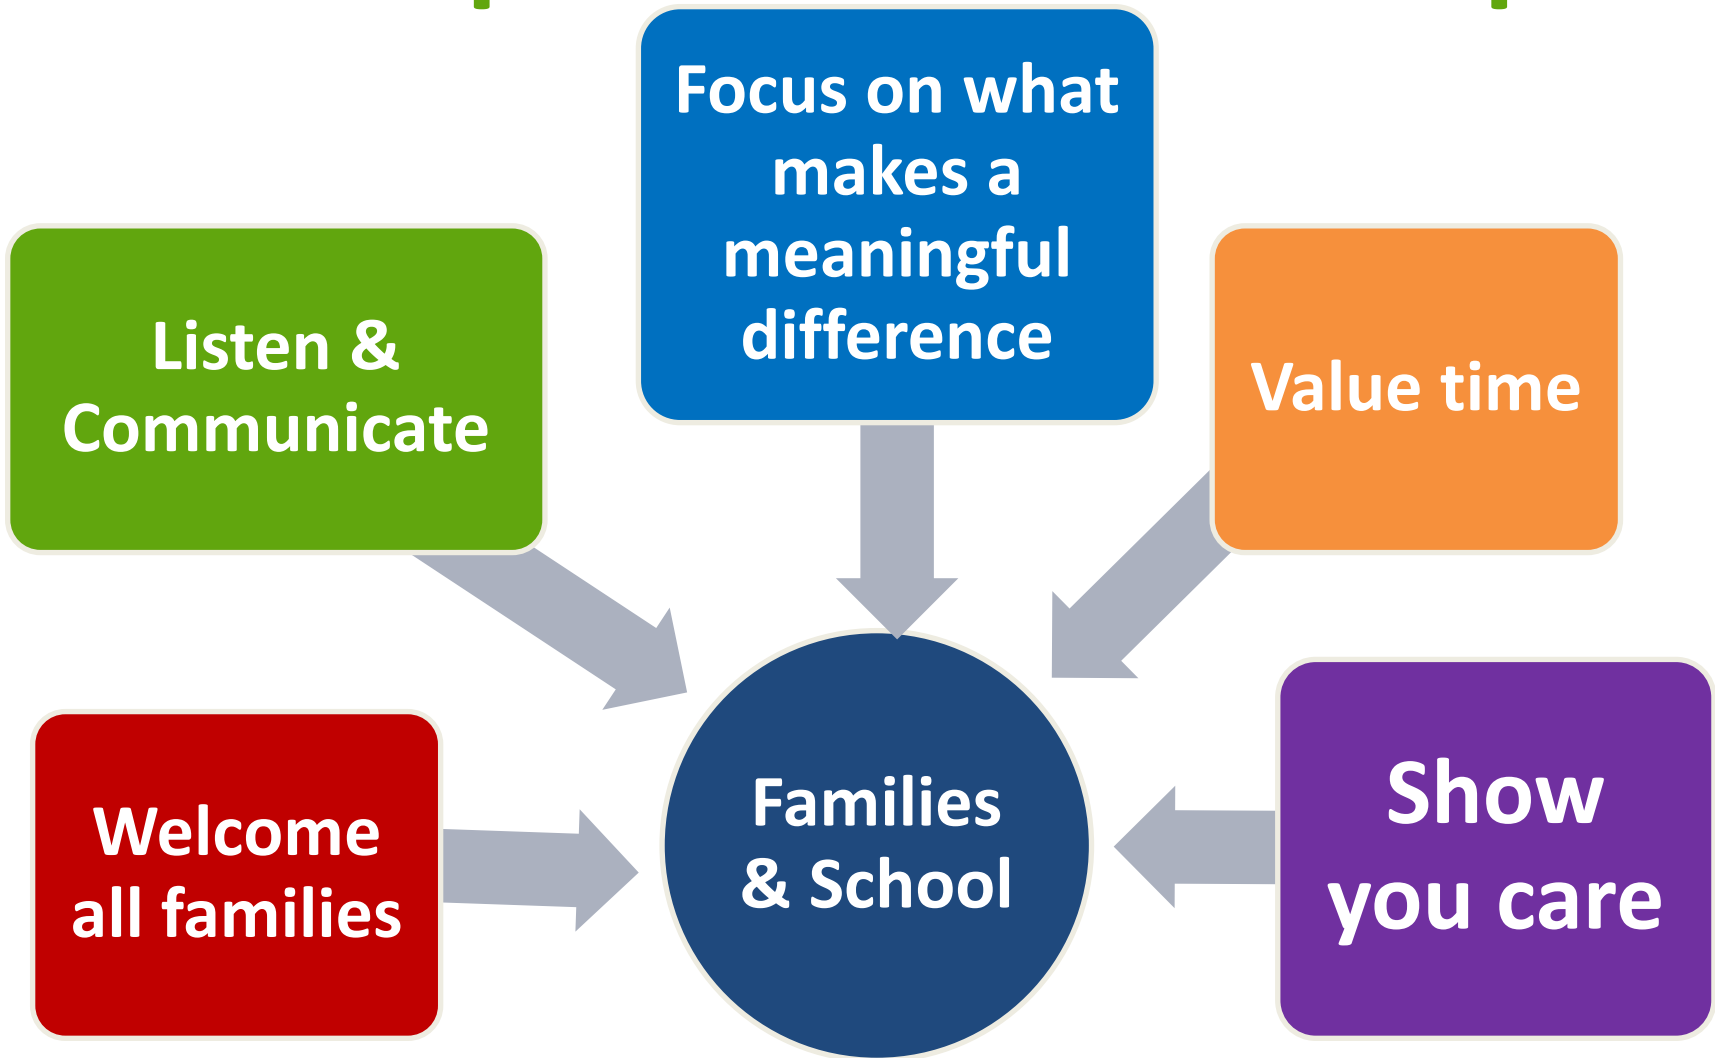 Focus on what
makes a
meaningful
difference
Listen &
Communicate
Value time
Welcome
all families
Families
& School
Show
you care